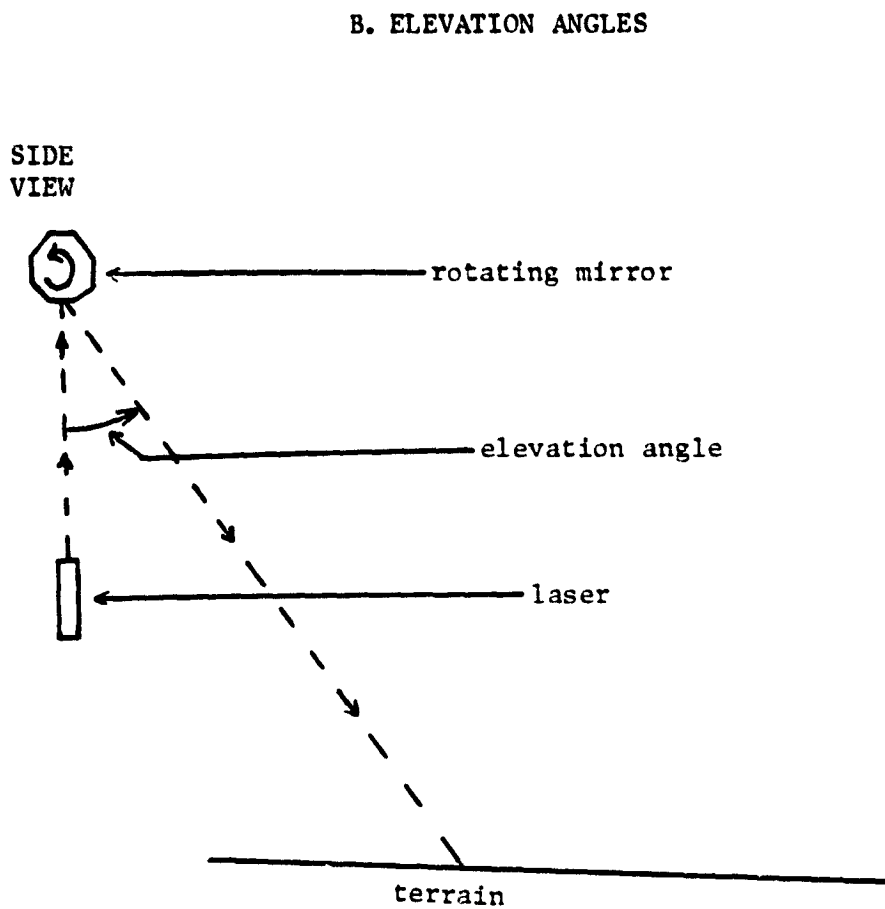 B. ELEVATION ANGLES
SIDE
VIEW
rotating mirror
elevation angle
laser
terrain